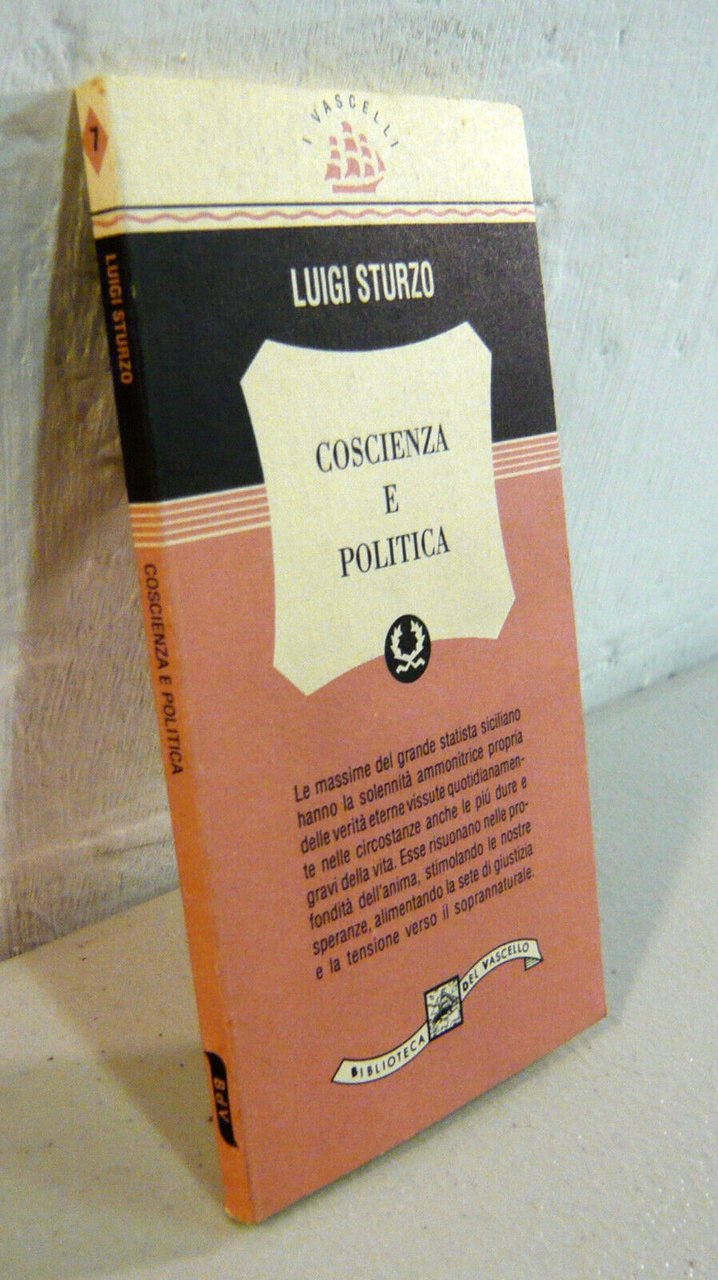 I VASCELLI
LUIGI STURZO
COSCIENZA
E
POLITICA
Le massime del grande statista siciliano
hanno la solennità ammonitrice propria
delle verità eterne vissute quotidianamen-
te nelle circostanze anche le piú dure e
gravi della vita. Esse risuonano nelle pro-
fondità dell'anima, stimolando le nostre
speranze, alimentando la sete di giustizia
e la tensione verso il soprannaturale.
BIBLIOTECA DEL VASCELLO
1
LUIGI STURZO
COSCIENZA E POLITICA
BdV